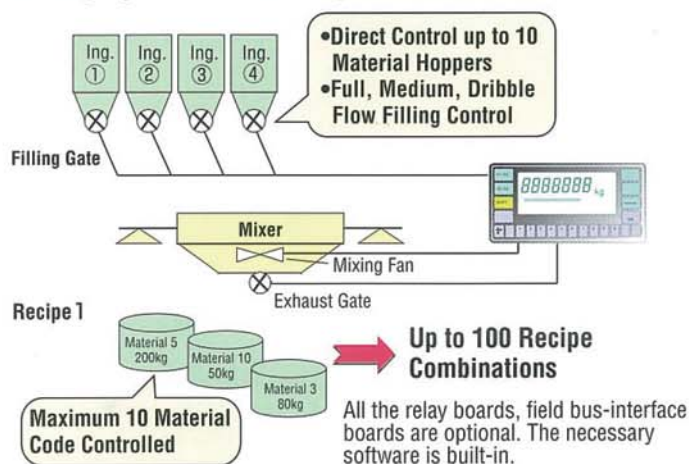 Ing.
①
Ing.
②
Ing.
③
Ing.
④
•Direct Control up to 10
Material Hoppers
•Full, Medium, Dribble
Flow Filling Control
Filling Gate
8888888 kg
Mixer
Mixing Fan
Exhaust Gate
Recipe 1
Material 5
200kg
Material 10
50kg
Material 3
80kg
Up to 100 Recipe
Combinations
Maximum 10 Material
Code Controlled
All the relay boards, field bus-interface
boards are optional. The necessary
software is built-in.